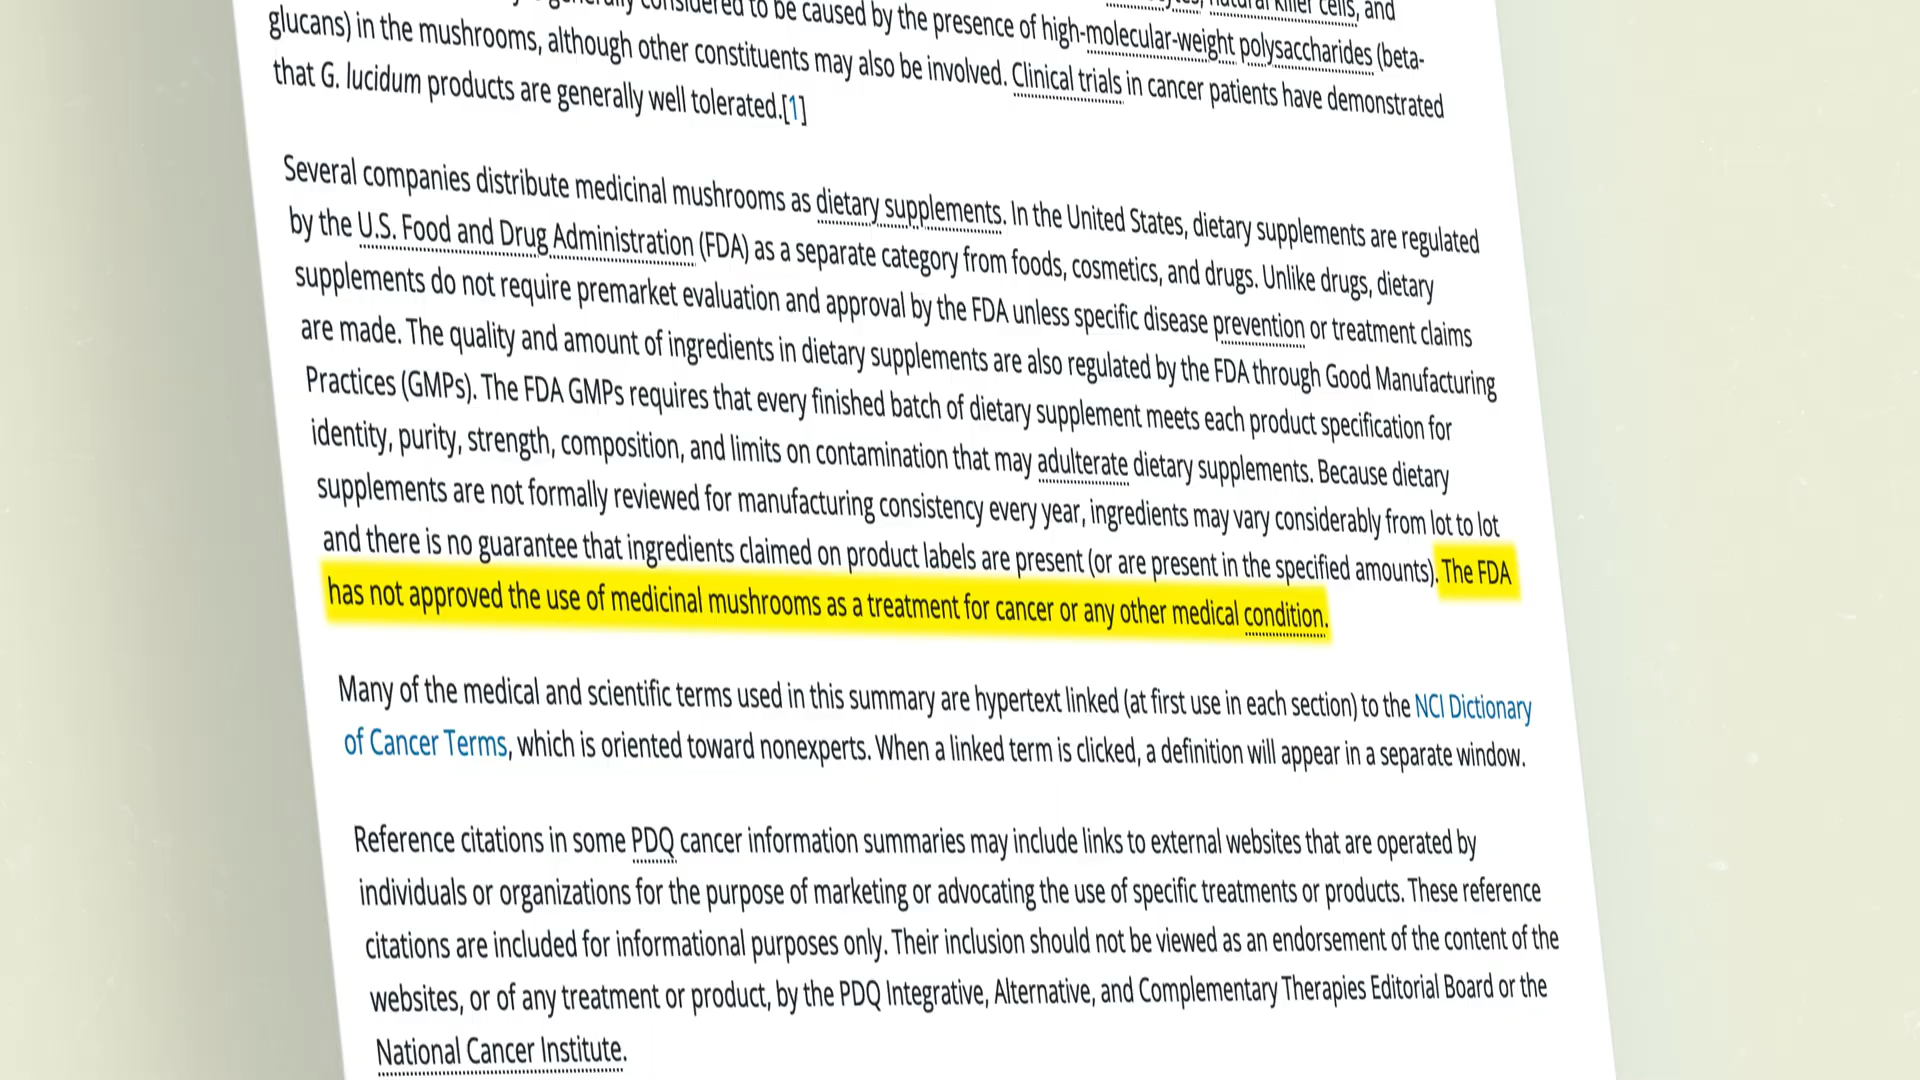 considered to be caused by the presence of high-molecular-weight polysaccharides (beta-
glucans) in the mushrooms, although other constituents may also be involved. Clinical trials in cancer patients have demonstrated
that G. lucidum products are generally well tolerated.[1]
Several companies distribute medicinal mushrooms as dietary supplements. In the United States, dietary supplements are regulated
by the U.S. Food and Drug Administration (FDA) as a separate category from foods, cosmetics, and drugs. Unlike drugs, dietary
supplements do not require premarket evaluation and approval by the FDA unless specific disease prevention or treatment claims
are made. The quality and amount of ingredients in dietary supplements are also regulated by the FDA through Good Manufacturing
Practices (GMPs). The FDA GMPs requires that every finished batch of dietary supplement meets each product specification for
identity, purity, strength, composition, and limits on contamination that may adulterate dietary supplements. Because dietary
supplements are not formally reviewed for manufacturing consistency every year, ingredients may vary considerably from lot to lot
and there is no guarantee that ingredients claimed on product labels are present (or are present in the specified amounts). The FDA
has not approved the use of medicinal mushrooms as a treatment for cancer or any other medical condition.
Many of the medical and scientific terms used in this summary are hypertext linked (at first use in each section) to the NCI Dictionary
of Cancer Terms, which is oriented toward nonexperts. When a linked term is clicked, a definition will appear in a separate window.
Reference citations in some PDQ cancer information summaries may include links to external websites that are operated by
individuals or organizations for the purpose of marketing or advocating the use of specific treatments or products. These reference
citations are included for informational purposes only. Their inclusion should not be viewed as an endorsement of the content of the
websites, or of any treatment or product, by the PDQ Integrative, Alternative, and Complementary Therapies Editorial Board or the
National Cancer Institute.